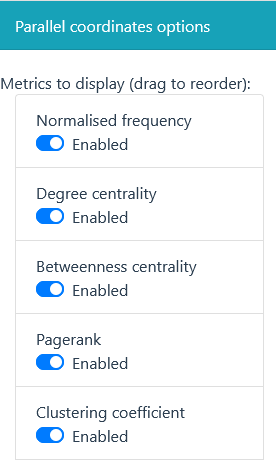 Parallel coordinates options
Metrics to display (drag to reorder):
Normalised frequency
Enabled
Degree centrality
Enabled
Betweenness centrality
Enabled
Pagerank
Enabled
Clustering coefficient
Enabled